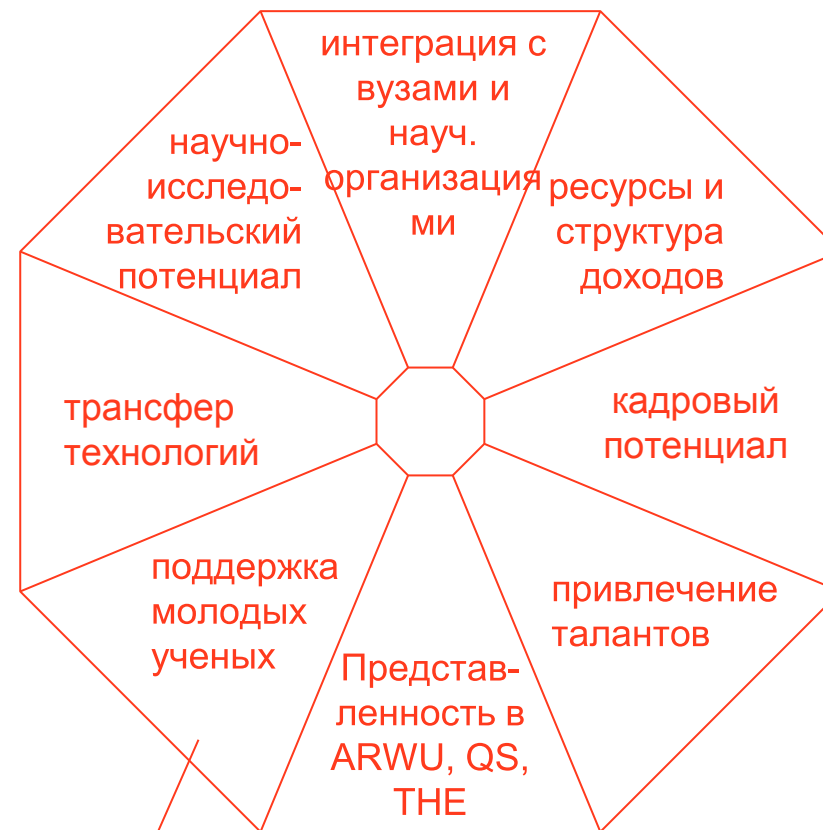 интеграция с
вузами и
науч.
организация
ми
ресурсы и
структура
доходов
кадровый
потенциал
привлечение
талантов
Представ-
ленность в
ARWU, QS,
THE
поддержка
молодых
ученых
трансфер
технологий
научно-
исследо-
вательский
потенциал